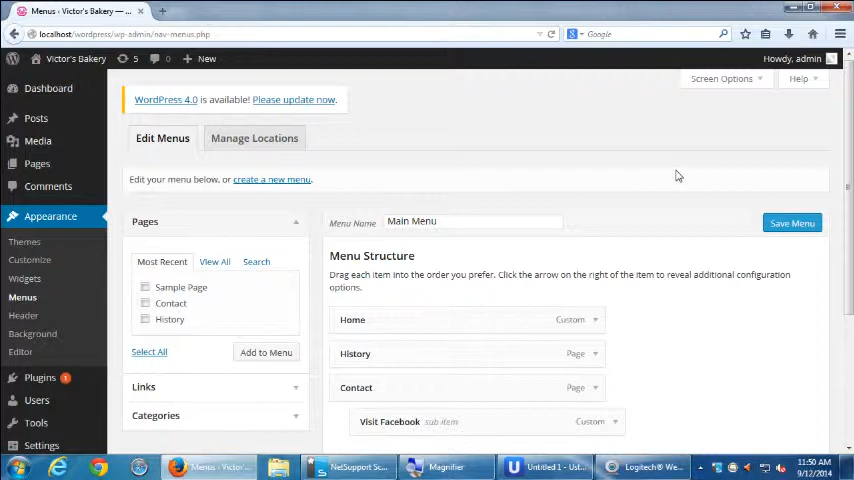 Menus ‹ Victor's Bakery —...
localhost/wordpress/wp-admin/nav-menus.php
Google
Victor's Bakery
5
0
New
Howdy, admin
Screen Options
Help
Dashboard
Posts
Media
Pages
Comments
Appearance
Themes
Customize
Widgets
Menus
Header
Background
Editor
Plugins 1
Users
Tools
Settings
WordPress 4.0 is available! Please update now.
Edit Menus
Manage Locations
Edit your menu below, or create a new menu.
Pages
Most Recent
View All
Search
Sample Page
Contact
History
Select All
Add to Menu
Links
Categories
Menu Name
Main Menu
Save Menu
Menu Structure
Drag each item into the order you prefer. Click the arrow on the right of the item to reveal additional configuration
options.
Home
Custom
History
Page
Contact
Page
Visit Facebook sub item
Custom
Menus ‹ Victor'...
NetSupport Sc...
Magnifier
Untitled 1 - Ust...
Logitech® We...
11:50 AM
9/12/2014